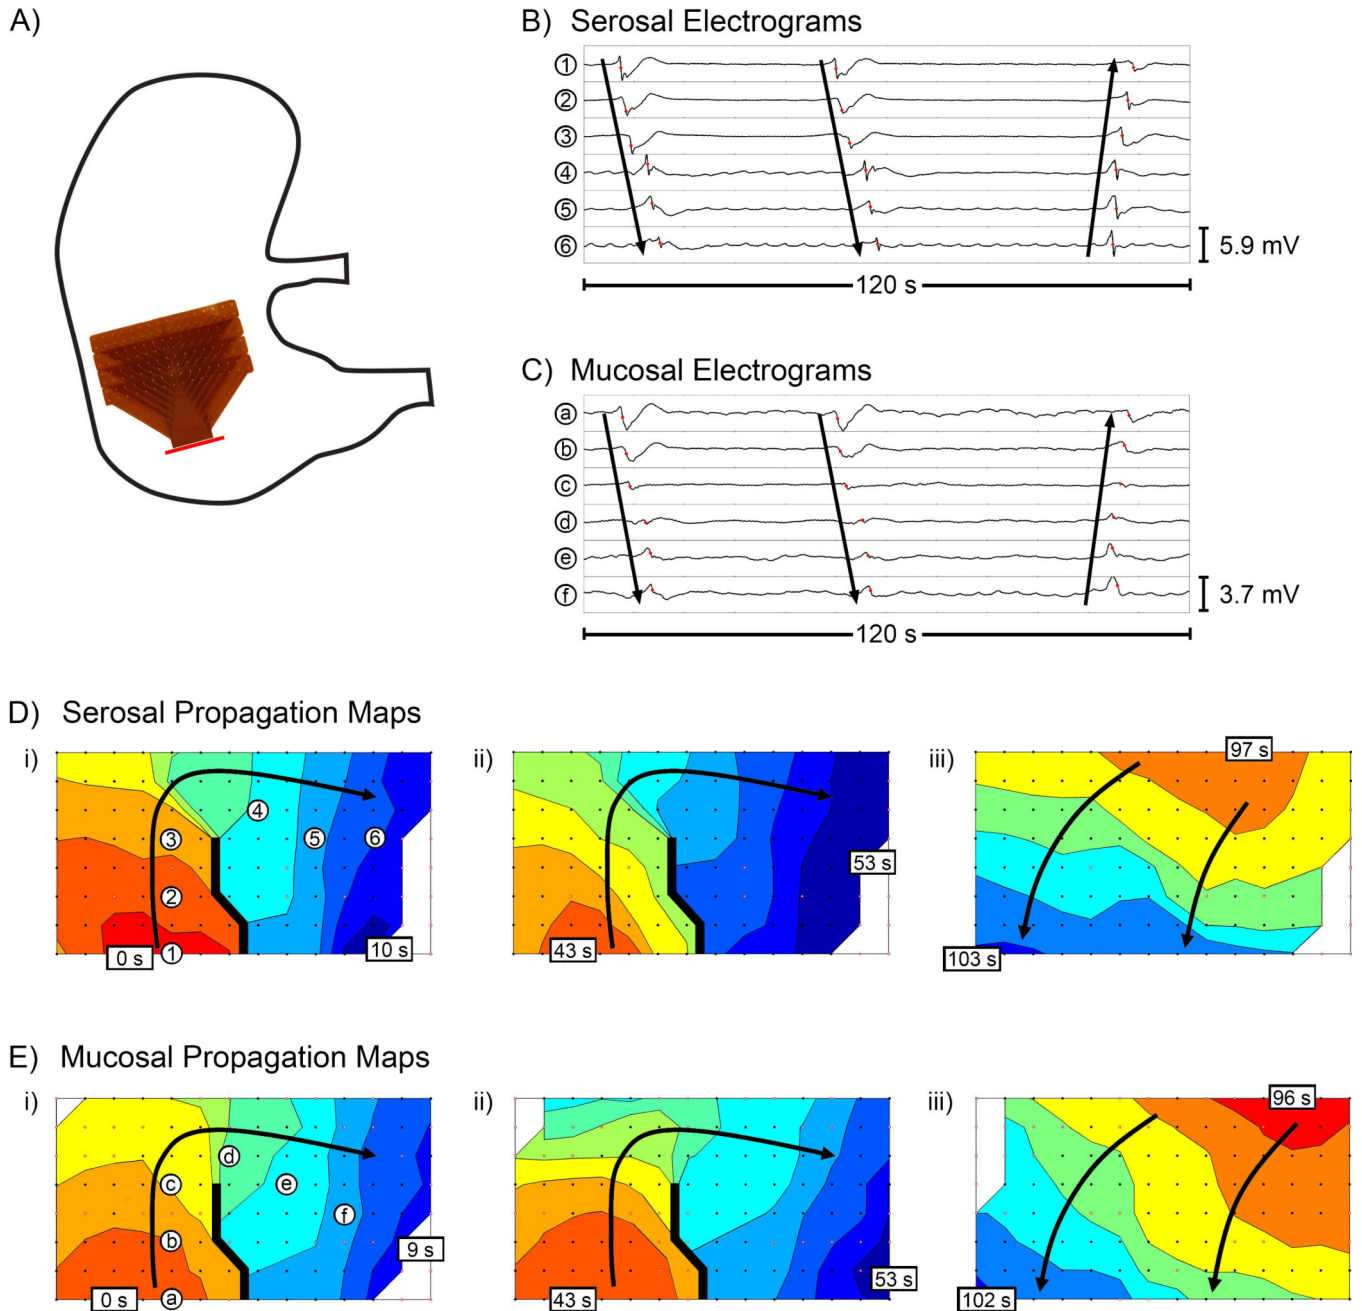 A)
B) Serosal Electrograms
①
②
③
④
⑤
⑥
5.9 mV
120 s
C) Mucosal Electrograms
ⓐ
ⓑ
ⓒ
ⓓ
ⓔ
ⓕ
3.7 mV
120 s
D) Serosal Propagation Maps
i)
④
③ ⑤ ⑥
②
0 s ① 10 s
ii)
53 s
43 s
iii)
97 s
103 s
E) Mucosal Propagation Maps
i)
ⓓ
ⓒ ⓔ
ⓕ
ⓑ
9 s
0 s ⓐ
ii)
53 s
43 s
iii)
96 s
102 s